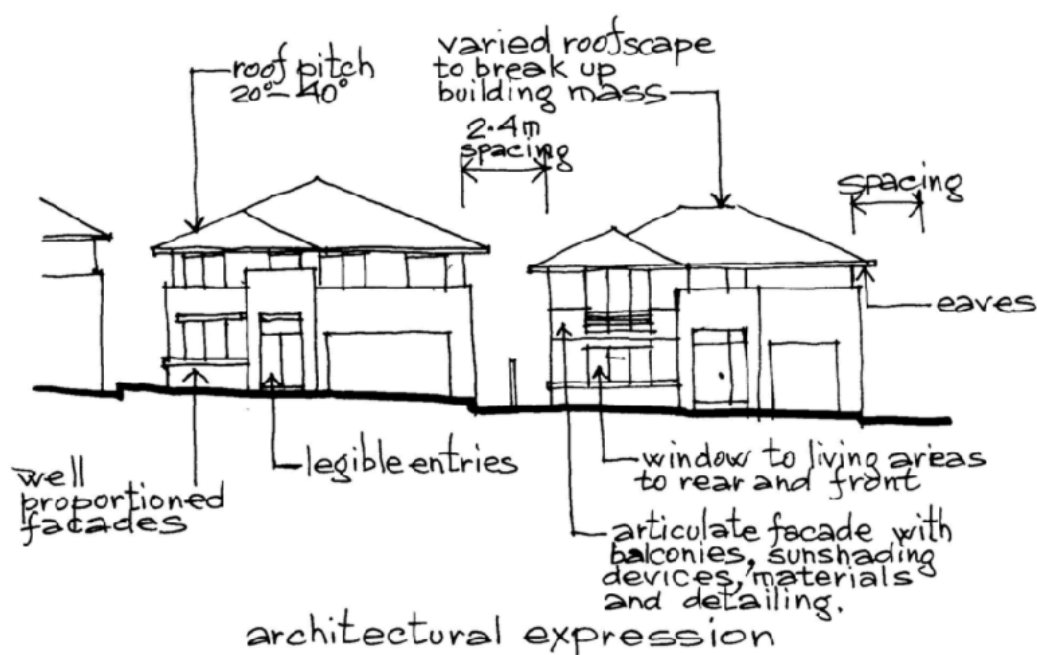 roof pitch
20°-40°
varied roofscape
to break up
building mass
2.4m
spacing
spacing
eaves
well
proportioned
facades
legible entries
window to living areas
to rear and front
articulate facade with
balconies, sunshading
devices, materials
and detailing.
architectural expression